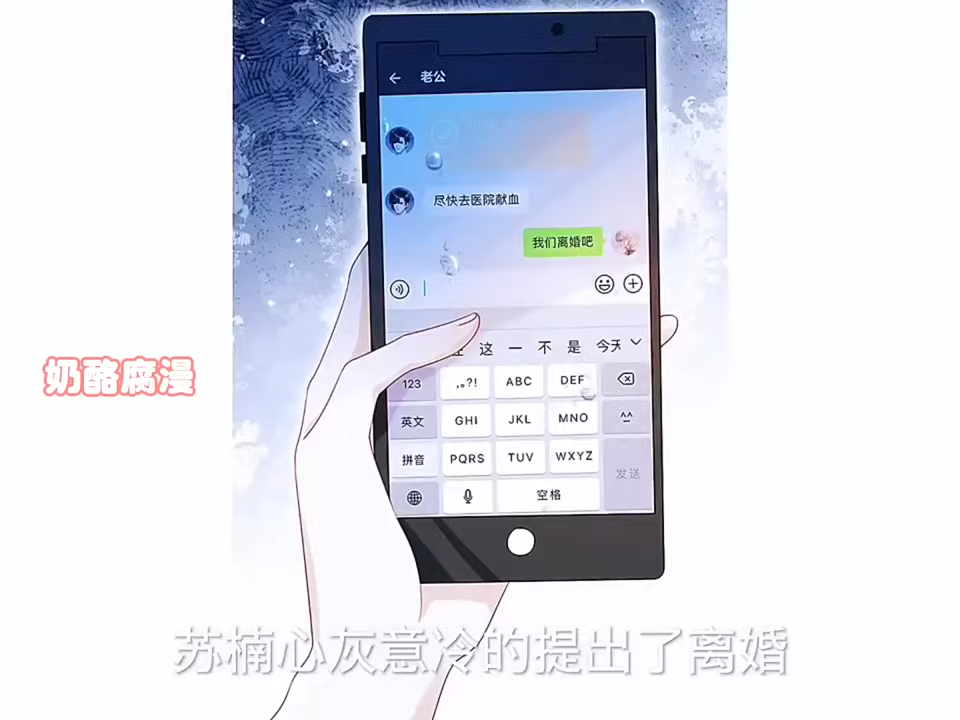 老公
尽快去医院献血
我们离婚吧
这 一 不 是 今天
123 ,。?! ABC DEF
英文 GHI JKL MNO ^^
拼音 PQRS TUV WXYZ
发送
空格
奶酪腐漫
苏楠心灰意冷的提出了离婚